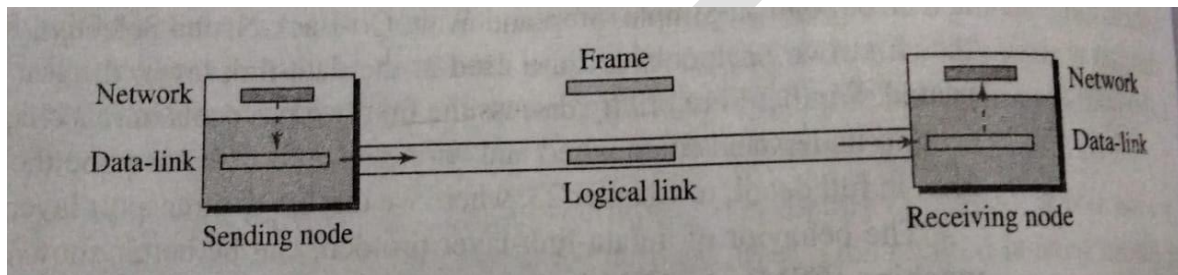 Frame
Network
Network
Data-link
Data-link
Logical link
Sending node
Receiving node